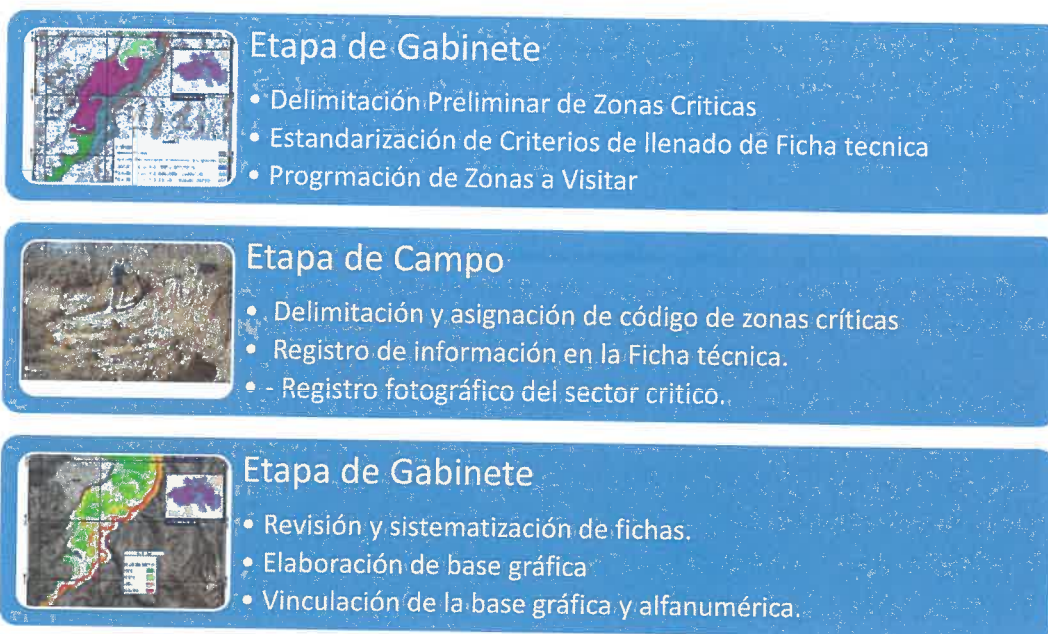 Etapa de Gabinete
• Delimitación Preliminar de Zonas Criticas
• Estandarización de Criterios de llenado de Ficha tecnica
• Progrmación de Zonas a Visitar
Etapa de Campo
• Delimitación y asignación de código de zonas críticas
• Registro de información en la Ficha técnica.
• - Registro fotográfico del sector critico.
Etapa de Gabinete
• Revisión y sistematización de fichas.
• Elaboración de base gráfica
• Vinculación de la base gráfica y alfanumérica.